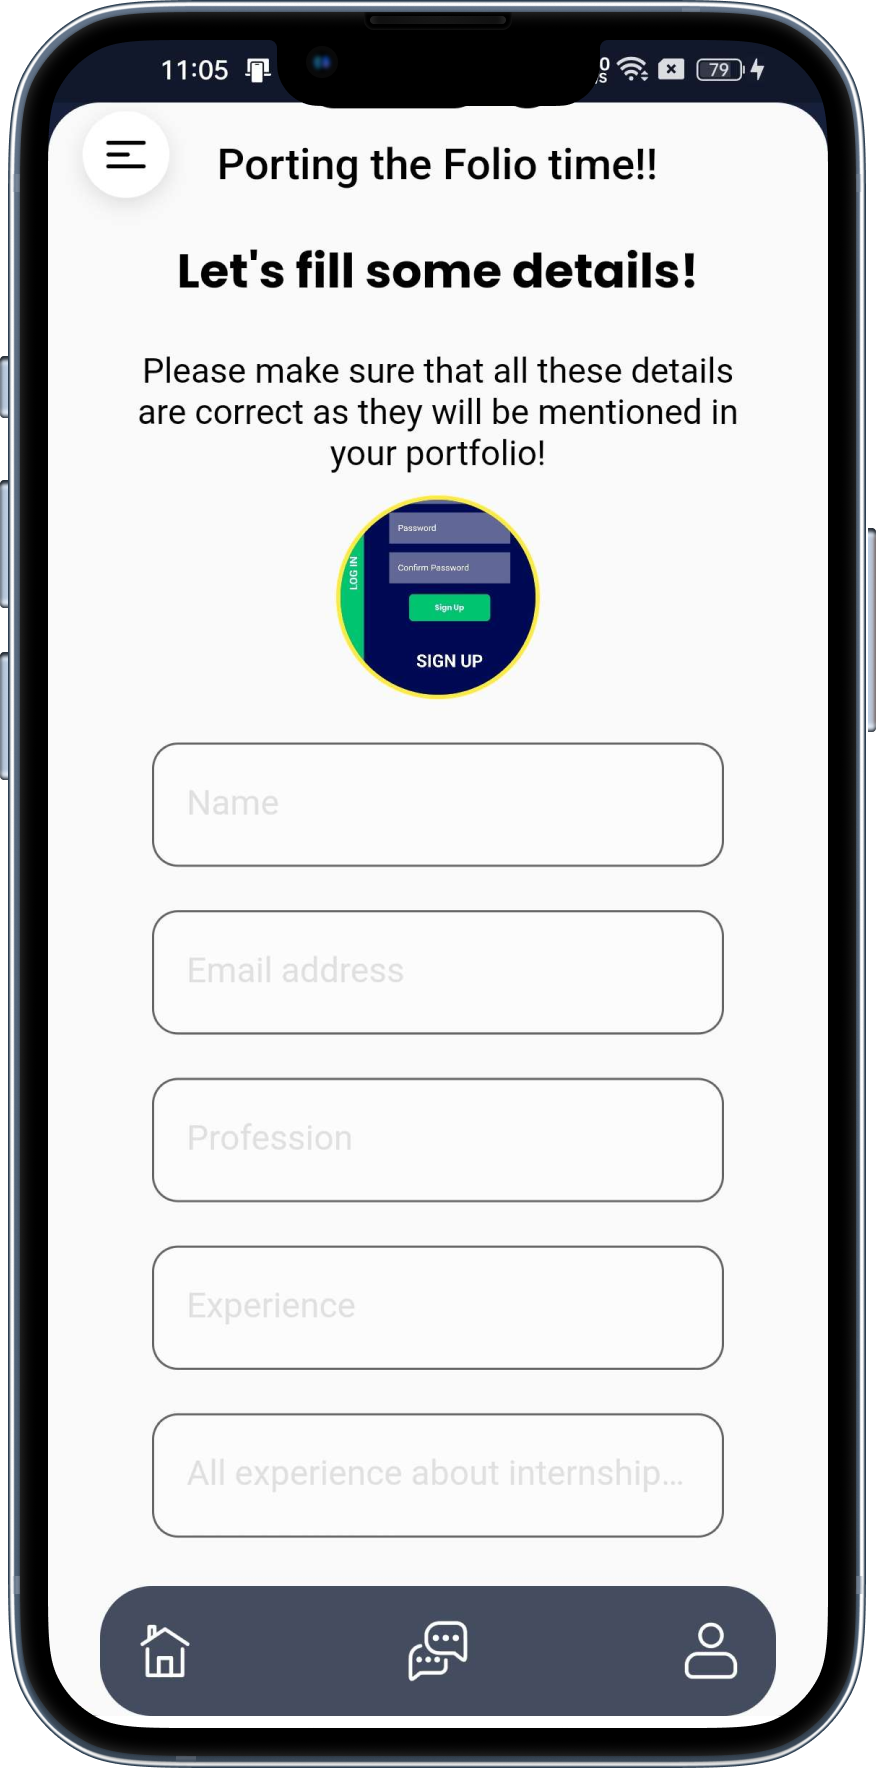 11:05
79
Porting the Folio time!!
Let's fill some details!
Please make sure that all these details
are correct as they will be mentioned in
your portfolio!
Password
LOG IN
Confirm Password
Sign Up
SIGN UP
Name
Email address
Profession
Experience
All experience about internship...